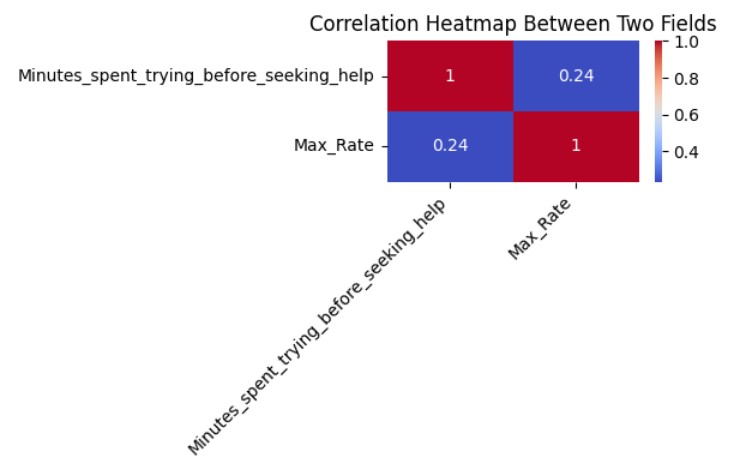 Correlation Heatmap Between Two Fields
Minutes_spent_trying_before_seeking_help
1
0.24
Max_Rate
0.24
1
1.0
0.8
0.6
0.4
Minutes_spent_trying_before_seeking_help
Max_Rate